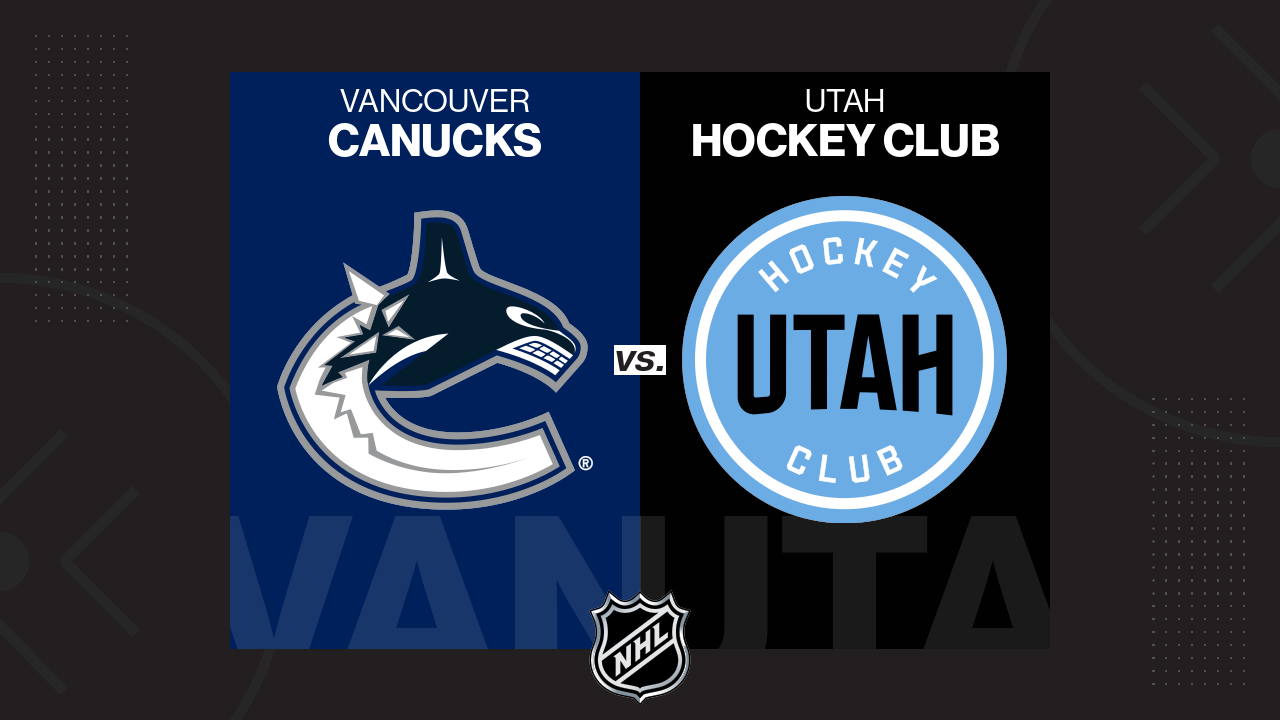 VANCOUVER
CANUCKS
UTAH
HOCKEY CLUB
HOCKEY
UTAH
CLUB
vs.
®
VAN
UTA
NHL